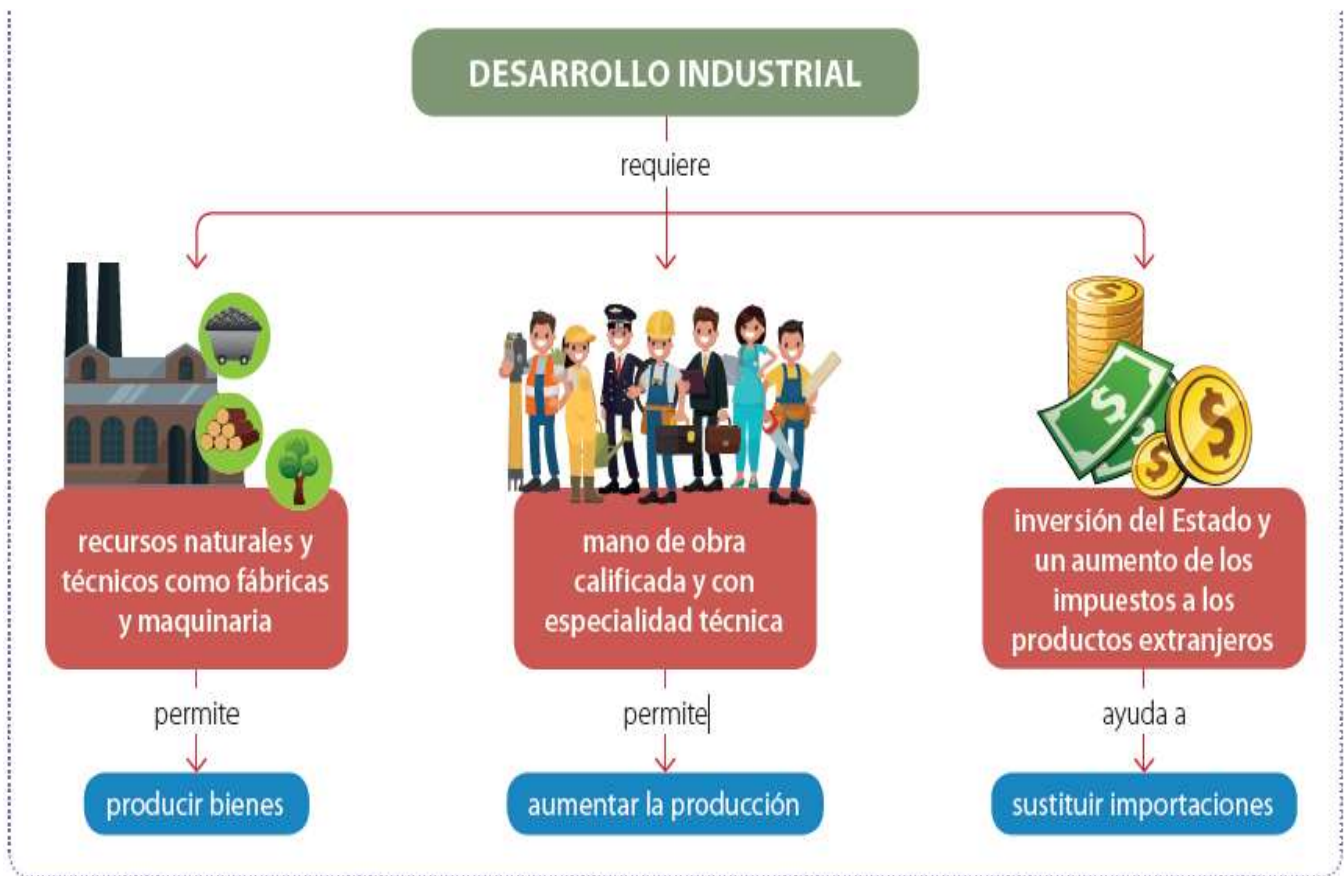 DESARROLLO INDUSTRIAL
requiere
recursos naturales y
técnicos como fábricas
y maquinaria
mano de obra
calificada y con
especialidad técnica
inversión del Estado y
un aumento de los
impuestos a los
productos extranjeros
permite
permite
ayuda a
producir bienes
aumentar la producción
sustituir importaciones